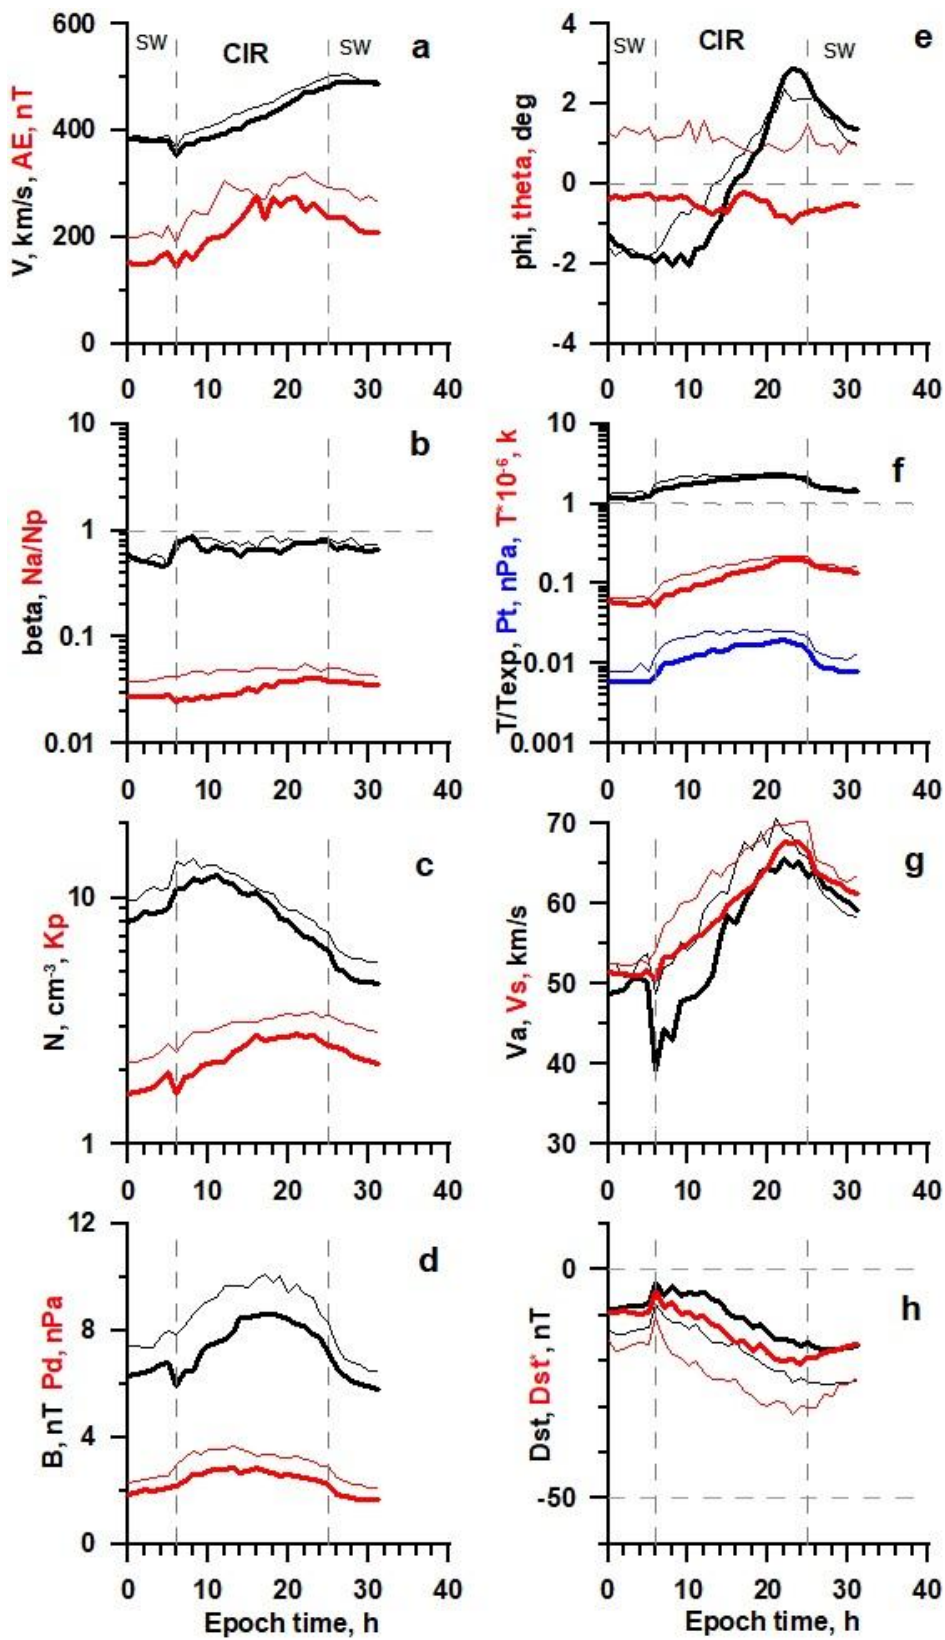 600
400
200
0
V, km/s, AE, nT
SW
CIR
SW
a
0 10 20 30 40
4
2
0
-2
-4
phi, theta, deg
SW
CIR
SW
e
0 10 20 30 40
10
1
0.1
0.01
beta, Na/Np
b
0 10 20 30 40
10
1
0.1
0.01
0.001
T/Texp, Pt, nPa, T*10⁻⁶, k
f
0 10 20 30 40
10
1
N, cm⁻³, Kp
c
0 10 20 30 40
70
60
50
40
30
Va, Vs, km/s
g
0 10 20 30 40
12
8
4
0
B, nT Pd, nPa
d
0 10 20 30 40
Epoch time, h
0
-50
Dst, Dst*, nT
h
0 10 20 30 40
Epoch time, h